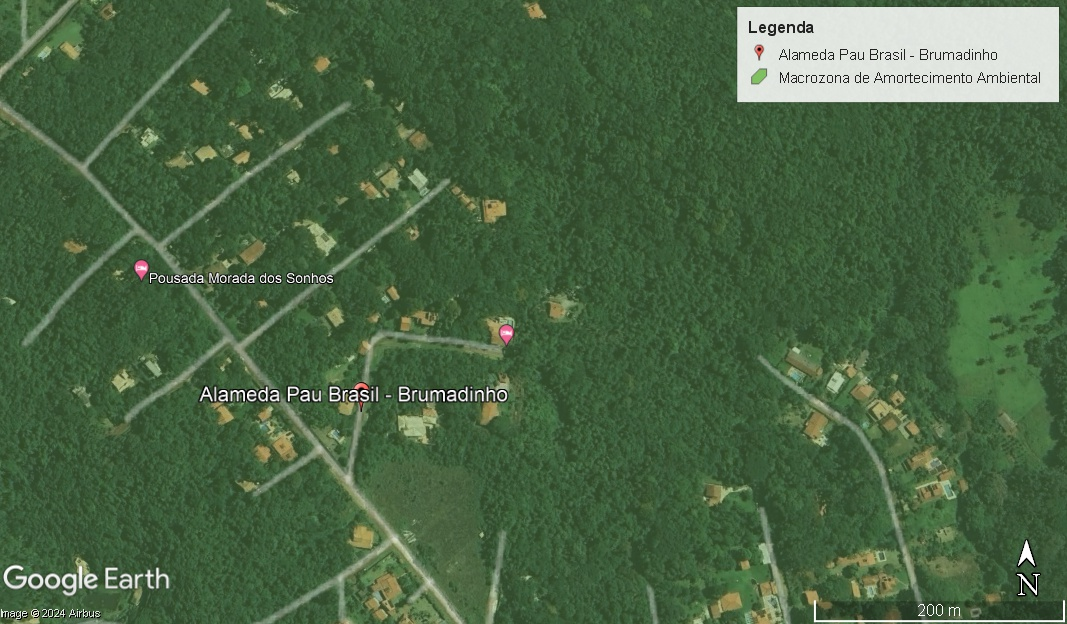 Legenda
Alameda Pau Brasil - Brumadinho
Macrozona de Amortecimento Ambiental
Pousada Morada dos Sonhos
Alameda Pau Brasil - Brumadinho
Google Earth
N
Image © 2024 Airbus
200 m